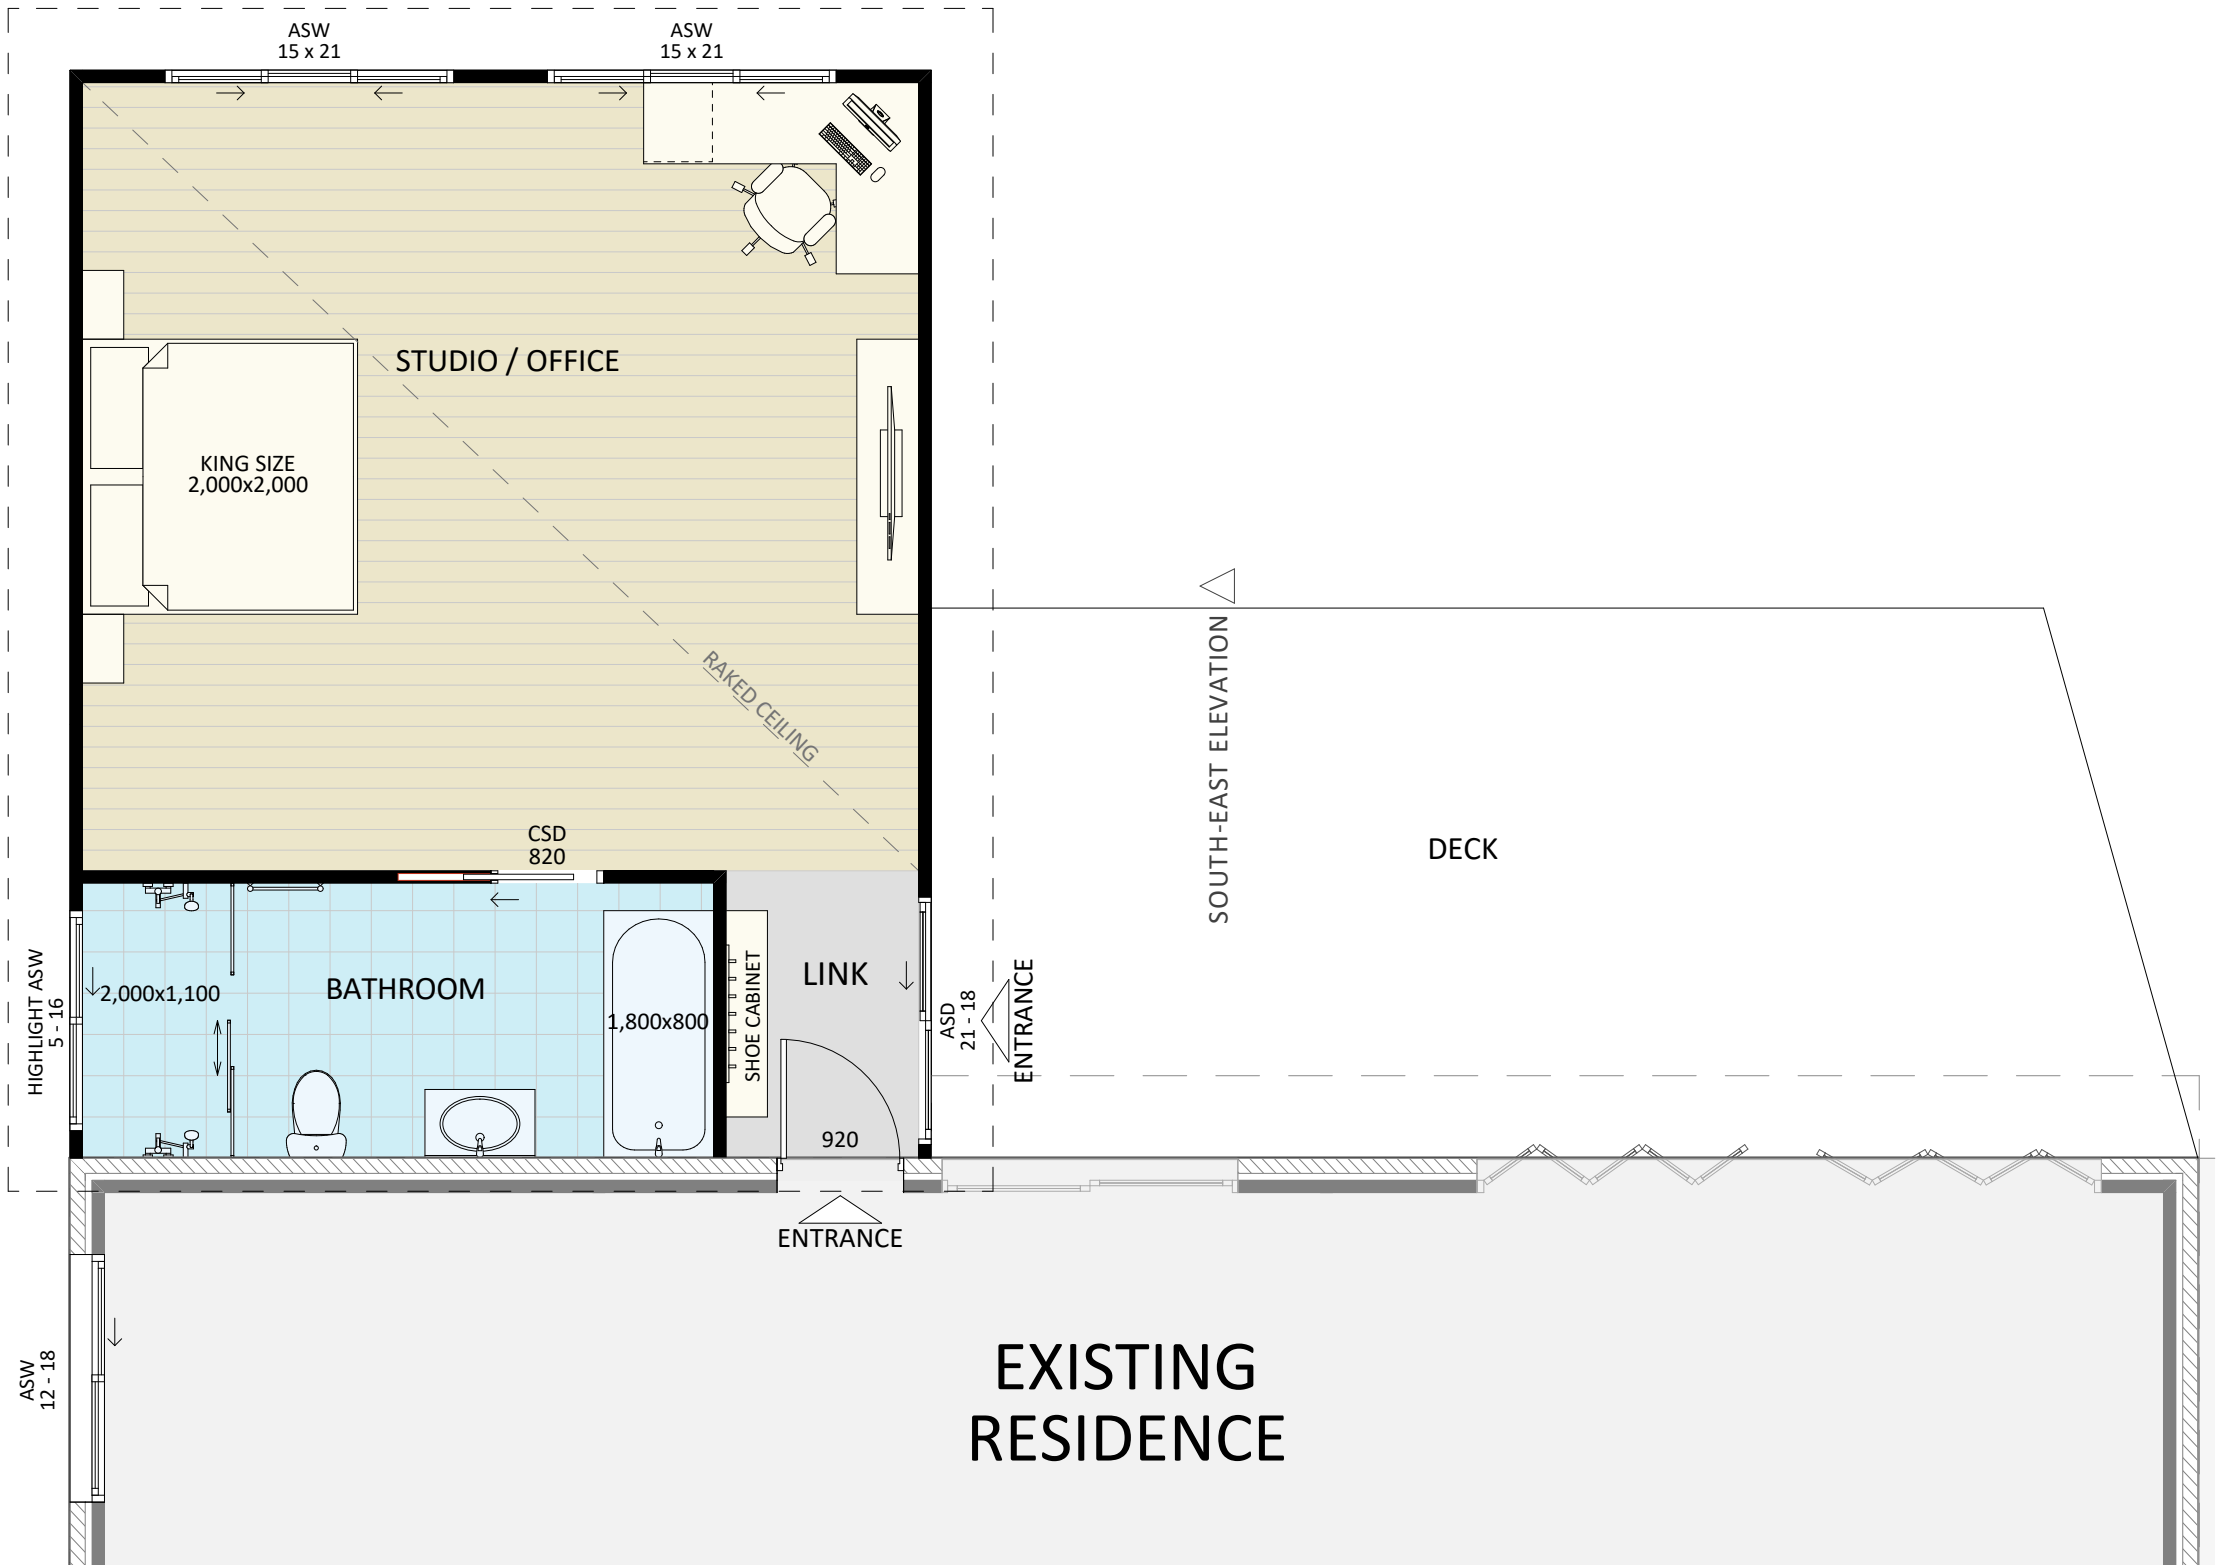 ASW
15 x 21
ASW
15 x 21
STUDIO / OFFICE
KING SIZE
2,000x2,000
RAKED CEILING
CSD
820
SOUTH-EAST ELEVATION
DECK
HIGHLIGHT ASW
5 - 16
2,000x1,100
BATHROOM
1,800x800
SHOE CABINET
LINK
ASD
21 - 18
ENTRANCE
920
ENTRANCE
ASW
12 - 18
EXISTING
RESIDENCE